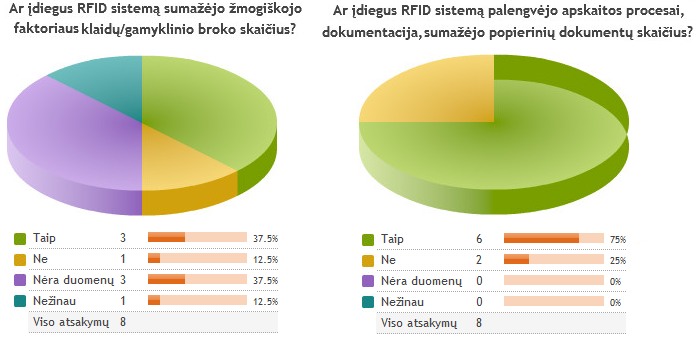 Ar įdiegus RFID sistemą sumažėjo žmogiškojo
faktoriaus klaidų/gamyklinio broko skaičius?
Taip 3 37.5%
Ne 1 12.5%
Nėra duomenų 3 37.5%
Nežinau 1 12.5%
Viso atsakymų 8
Ar įdiegus RFID sistemą palengvėjo apskaitos procesai,
dokumentacija, sumažėjo popierinių dokumentų skaičius?
Taip 6 75%
Ne 2 25%
Nėra duomenų 0 0%
Nežinau 0 0%
Viso atsakymų 8